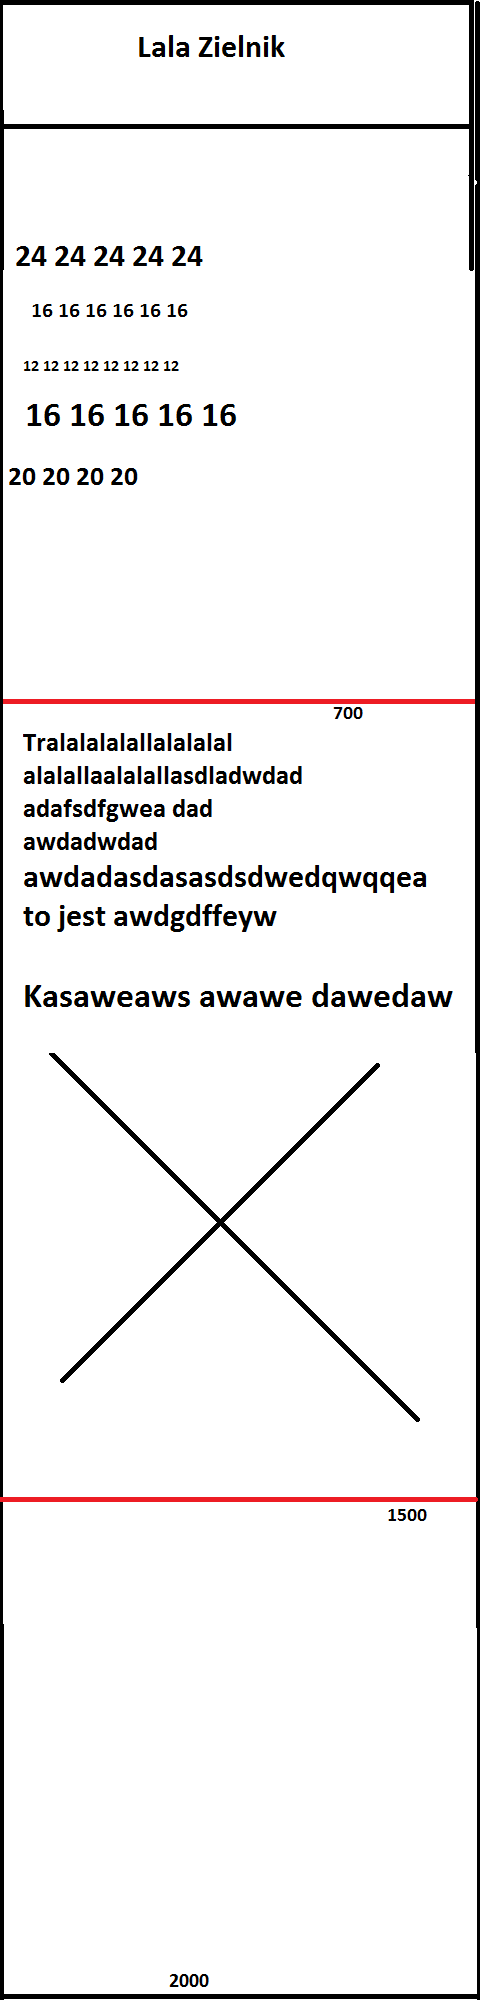 Lala Zielnik
24 24 24 24 24
16 16 16 16 16 16
12 12 12 12 12 12 12 12
16 16 16 16 16
20 20 20 20
700
Tralalalalallalalalal
alalallaalalallasdladwdad
adafsdfgwea dad
awdadwdad
awdadasdasasdsdwedqwqqea
to jest awdgdffeyw
Kasaweaws awawe dawedaw
1500
2000